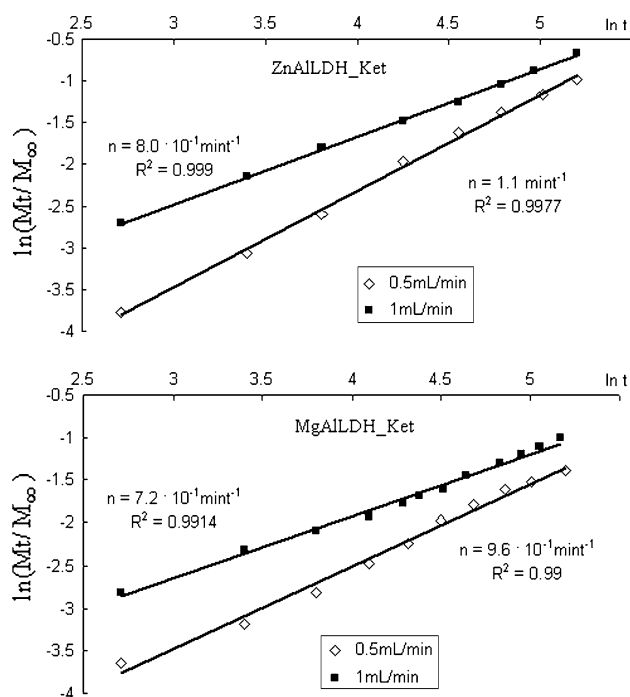 2.5 3 3.5 4 4.5 5 ln t
-0.5
ZnAlLDH_Ket
-1
-1.5
n = 8.0 · 10⁻¹mint⁻¹
R² = 0.999
-2
n = 1.1 mint⁻¹
R² = 0.9977
-2.5
-3
-3.5
-4
ln(Mt/M∞)
0.5mL/min
1mL/min
2.5 3 3.5 4 4.5 5 ln t
-0.5
MgAlLDH_Ket
-1
-1.5
n = 7.2 · 10⁻¹mint⁻¹
R² = 0.9914
-2
n = 9.6 · 10⁻¹mint⁻¹
R² = 0.99
-2.5
-3
-3.5
-4
ln(Mt/M∞)
0.5mL/min
1mL/min